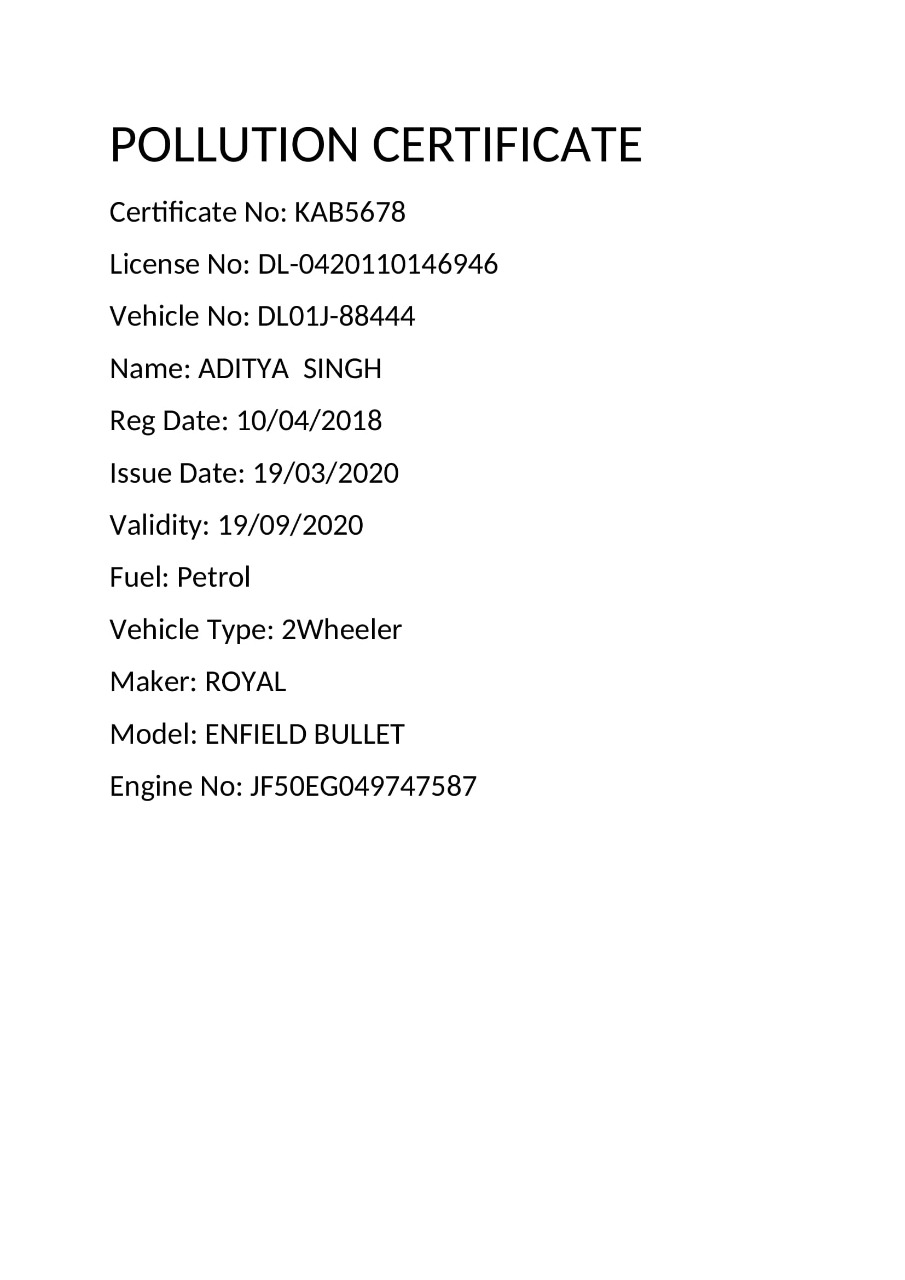 POLLUTION CERTIFICATE
Certificate No: KAB5678
License No: DL-0420110146946
Vehicle No: DL01J-88444
Name: ADITYA  SINGH
Reg Date: 10/04/2018
Issue Date: 19/03/2020
Validity: 19/09/2020
Fuel: Petrol
Vehicle Type: 2Wheeler
Maker: ROYAL
Model: ENFIELD BULLET
Engine No: JF50EG049747587